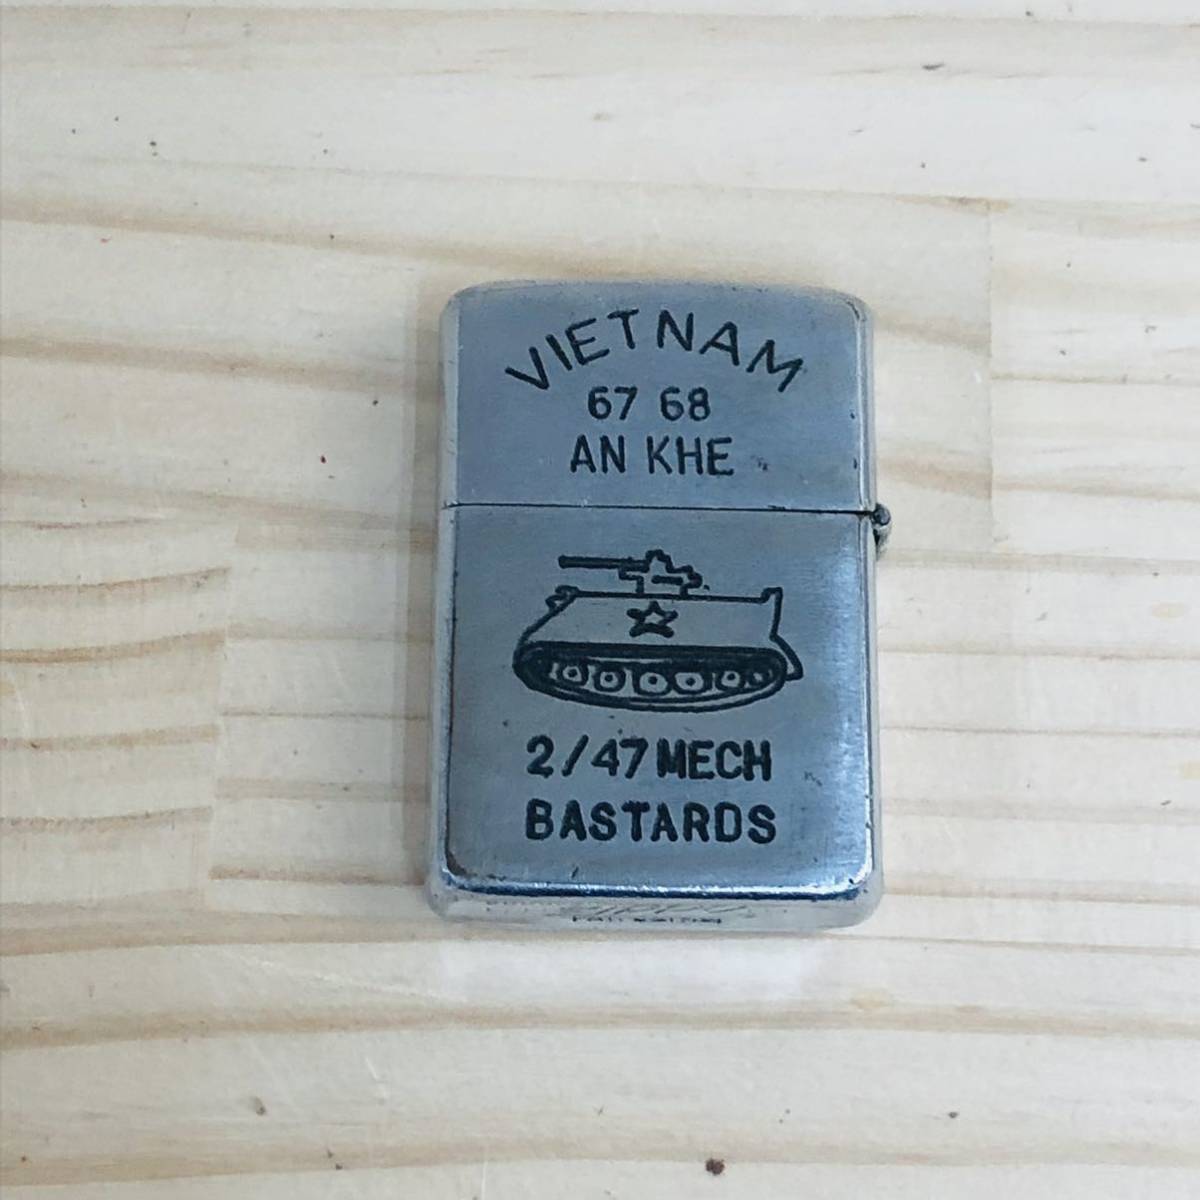 VIETNAM
67 68
AN KHE
2/47 MECH
BASTARDS